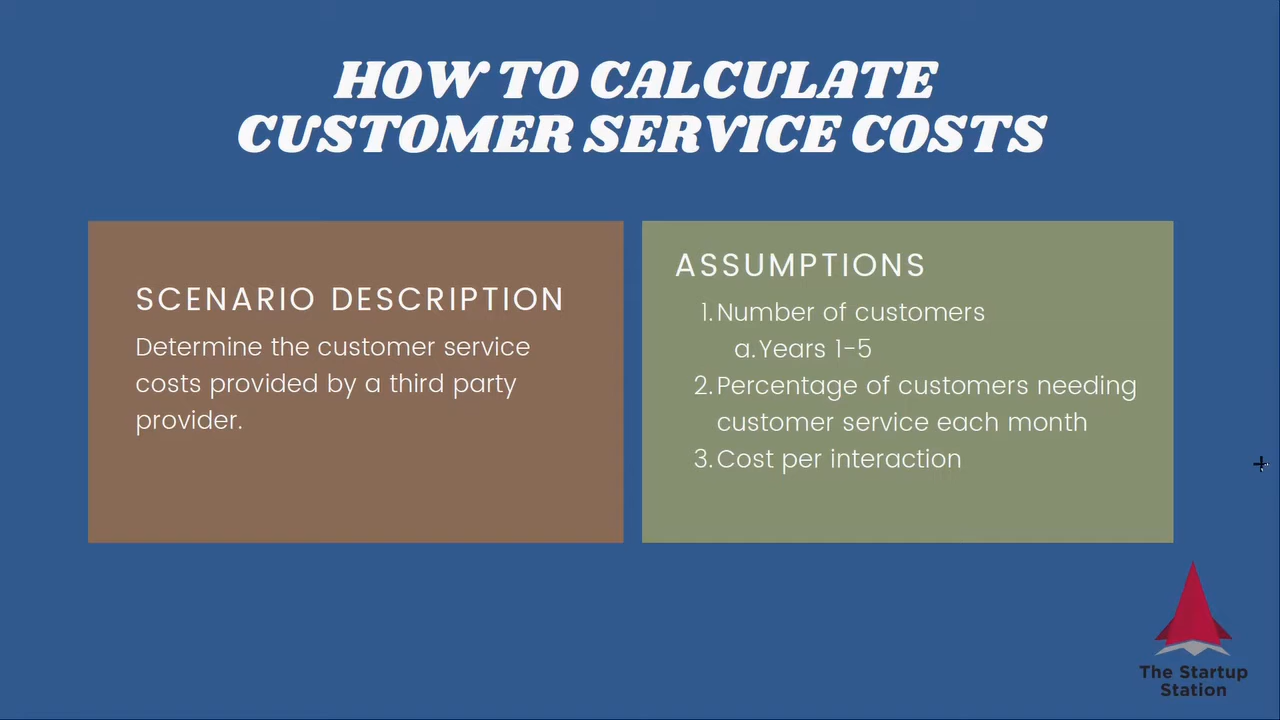 HOW TO CALCULATE
CUSTOMER SERVICE COSTS
SCENARIO DESCRIPTION
Determine the customer service
costs provided by a third party
provider.
ASSUMPTIONS
1. Number of customers
a. Years 1-5
2. Percentage of customers needing
customer service each month
3. Cost per interaction
The Startup
Station